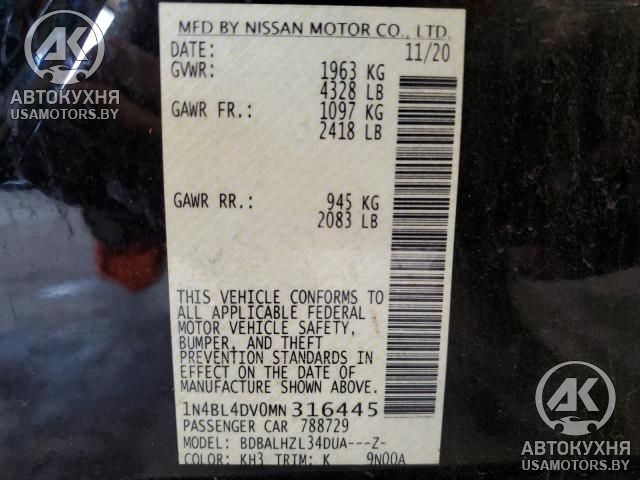 MFD BY NISSAN MOTOR CO., LTD.
DATE: 11/20
GVWR: 1963 KG
4328 LB
GAWR FR.: 1097 KG
2418 LB
GAWR RR.: 945 KG
2083 LB
THIS VEHICLE CONFORMS TO
ALL APPLICABLE FEDERAL
MOTOR VEHICLE SAFETY,
BUMPER, AND THEFT
PREVENTION STANDARDS IN
EFFECT ON THE DATE OF
MANUFACTURE SHOWN ABOVE.
1N4BL4DV0MN316445
PASSENGER CAR 788729
MODEL: BDBALHZL34DUA---Z-
COLOR: KH3 TRIM: K 9N00A
АК
АВТОКУХНЯ
USAMOTORS.BY
АК
АВТОКУХНЯ
USAMOTORS.BY